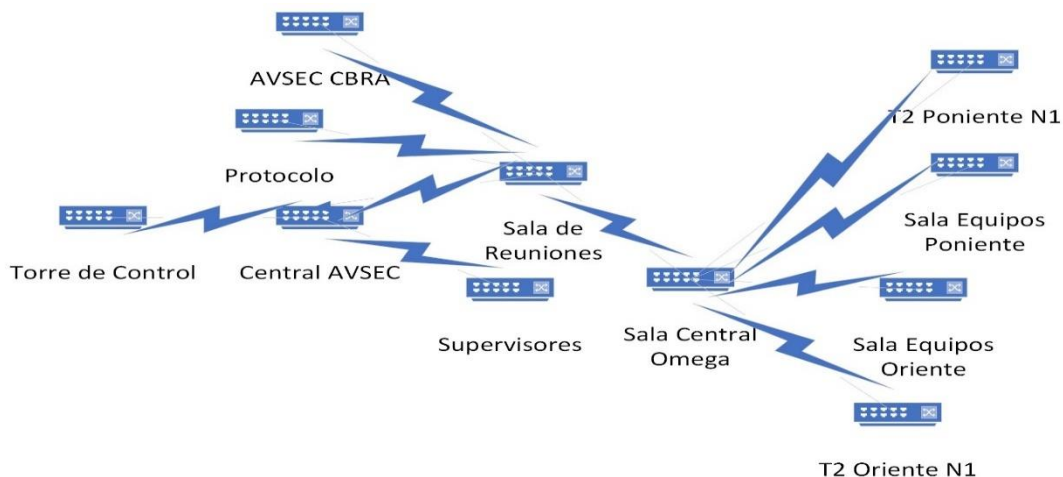 AVSEC CBRA
T2 Poniente N1
Protocolo
Sala de
Reuniones
Sala Equipos
Poniente
Torre de Control
Central AVSEC
Supervisores
Sala Central
Omega
Sala Equipos
Oriente
T2 Oriente N1